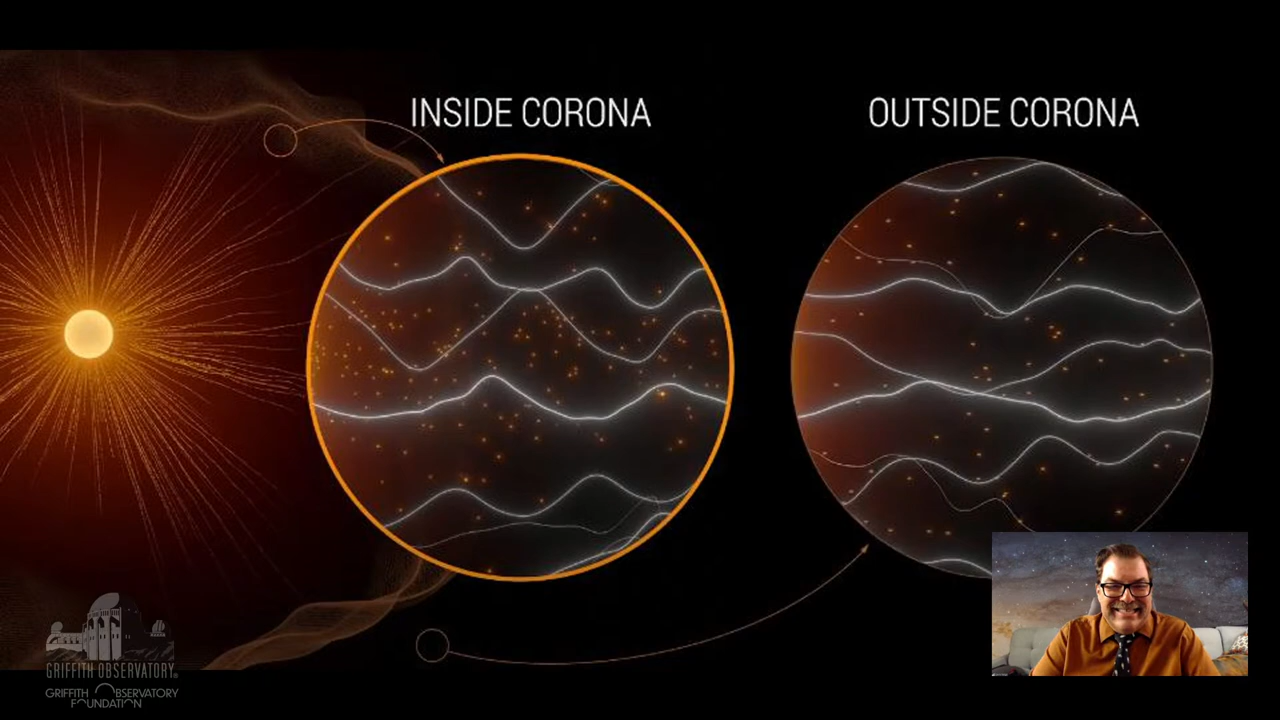 INSIDE CORONA
OUTSIDE CORONA
GRIFFITH OBSERVATORY
GRIFFITH OBSERVATORY
FOUNDATION